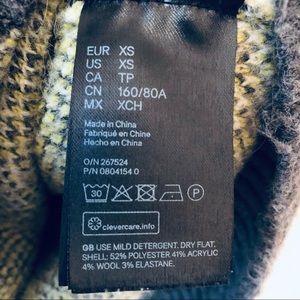 EUR XS
US XS
CA TP
CN 160/80A
MX XCH
Made in China
Fabriqué en Chine
Hecho en China
O/N 267524
P/N 0804154 0
30 P
clevercare.info
GB USE MILD DETERGENT. DRY FLAT.
SHELL: 52% POLYESTER 41% ACRYLIC
4% WOOL 3% ELASTANE.